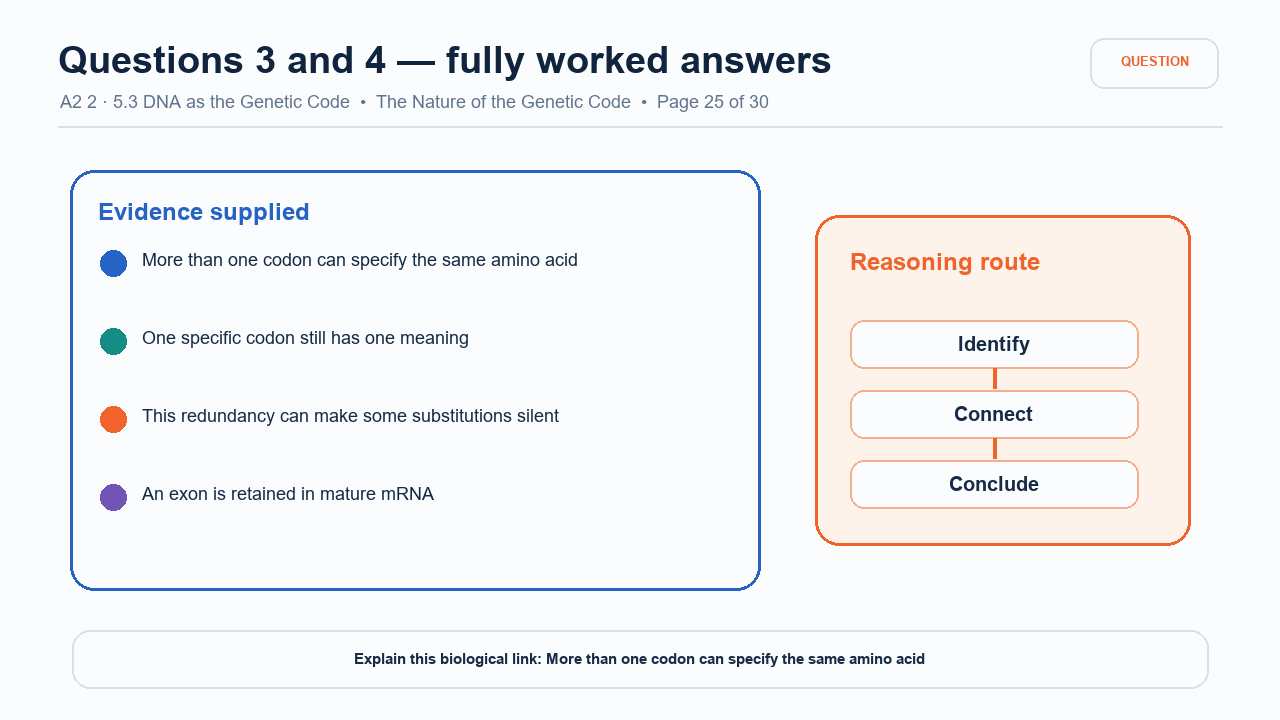 Questions 3 and 4 — fully worked answers
QUESTION
A2 2 · 5.3 DNA as the Genetic Code • The Nature of the Genetic Code • Page 25 of 30
Evidence supplied
More than one codon can specify the same amino acid
One specific codon still has one meaning
This redundancy can make some substitutions silent
An exon is retained in mature mRNA
Reasoning route
Identify
Connect
Conclude
Explain this biological link: More than one codon can specify the same amino acid